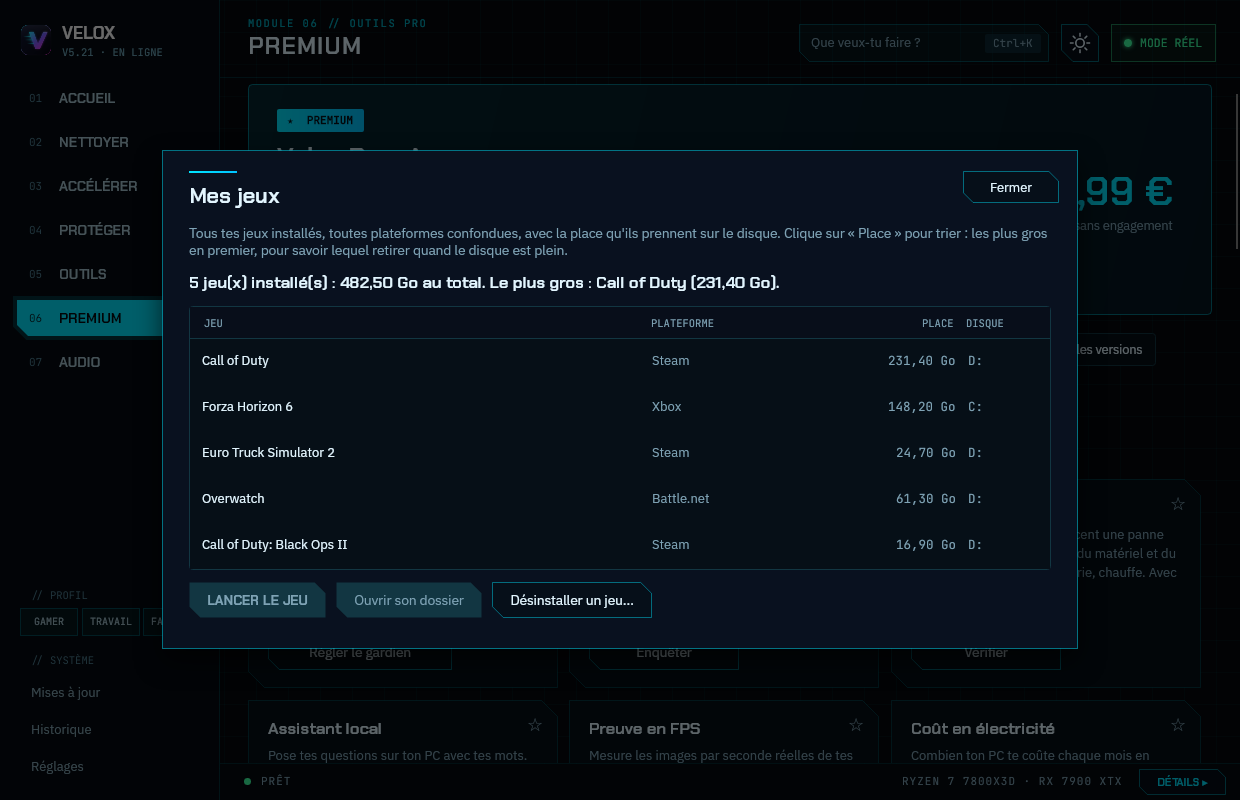 VELOX
V5.21 · EN LIGNE
MODULE 06 // OUTILS PRO
PREMIUM
Que veux-tu faire ?
Ctrl+K
MODE RÉEL
01 ACCUEIL
02 NETTOYER
03 ACCÉLÉRER
04 PROTÉGER
05 OUTILS
06 PREMIUM
07 AUDIO
★ PREMIUM
,99 €
sans engagement
les versions
Mes jeux
Fermer
Tous tes jeux installés, toutes plateformes confondues, avec la place qu'ils prennent sur le disque. Clique sur « Place » pour trier : les plus gros
en premier, pour savoir lequel retirer quand le disque est plein.
5 jeu(x) installé(s) : 482,50 Go au total. Le plus gros : Call of Duty (231,40 Go).
JEU PLATEFORME PLACE DISQUE
Call of Duty Steam 231,40 Go D:
Forza Horizon 6 Xbox 148,20 Go C:
Euro Truck Simulator 2 Steam 24,70 Go D:
Overwatch Battle.net 61,30 Go D:
Call of Duty: Black Ops II Steam 16,90 Go D:
LANCER LE JEU
Ouvrir son dossier
Désinstaller un jeu...
une panne
du matériel et du
chauffe. Avec
// PROFIL
GAMER
TRAVAIL
// SYSTÈME
Mises à jour
Historique
Réglages
Régler le gardien
Enquêter
Vérifier
Assistant local
Pose tes questions sur ton PC avec tes mots.
Preuve en FPS
Mesure les images par seconde réelles de tes
Coût en électricité
Combien ton PC te coûte chaque mois en
PRÊT
RYZEN 7 7800X3D · RX 7900 XTX
DÉTAILS ▸